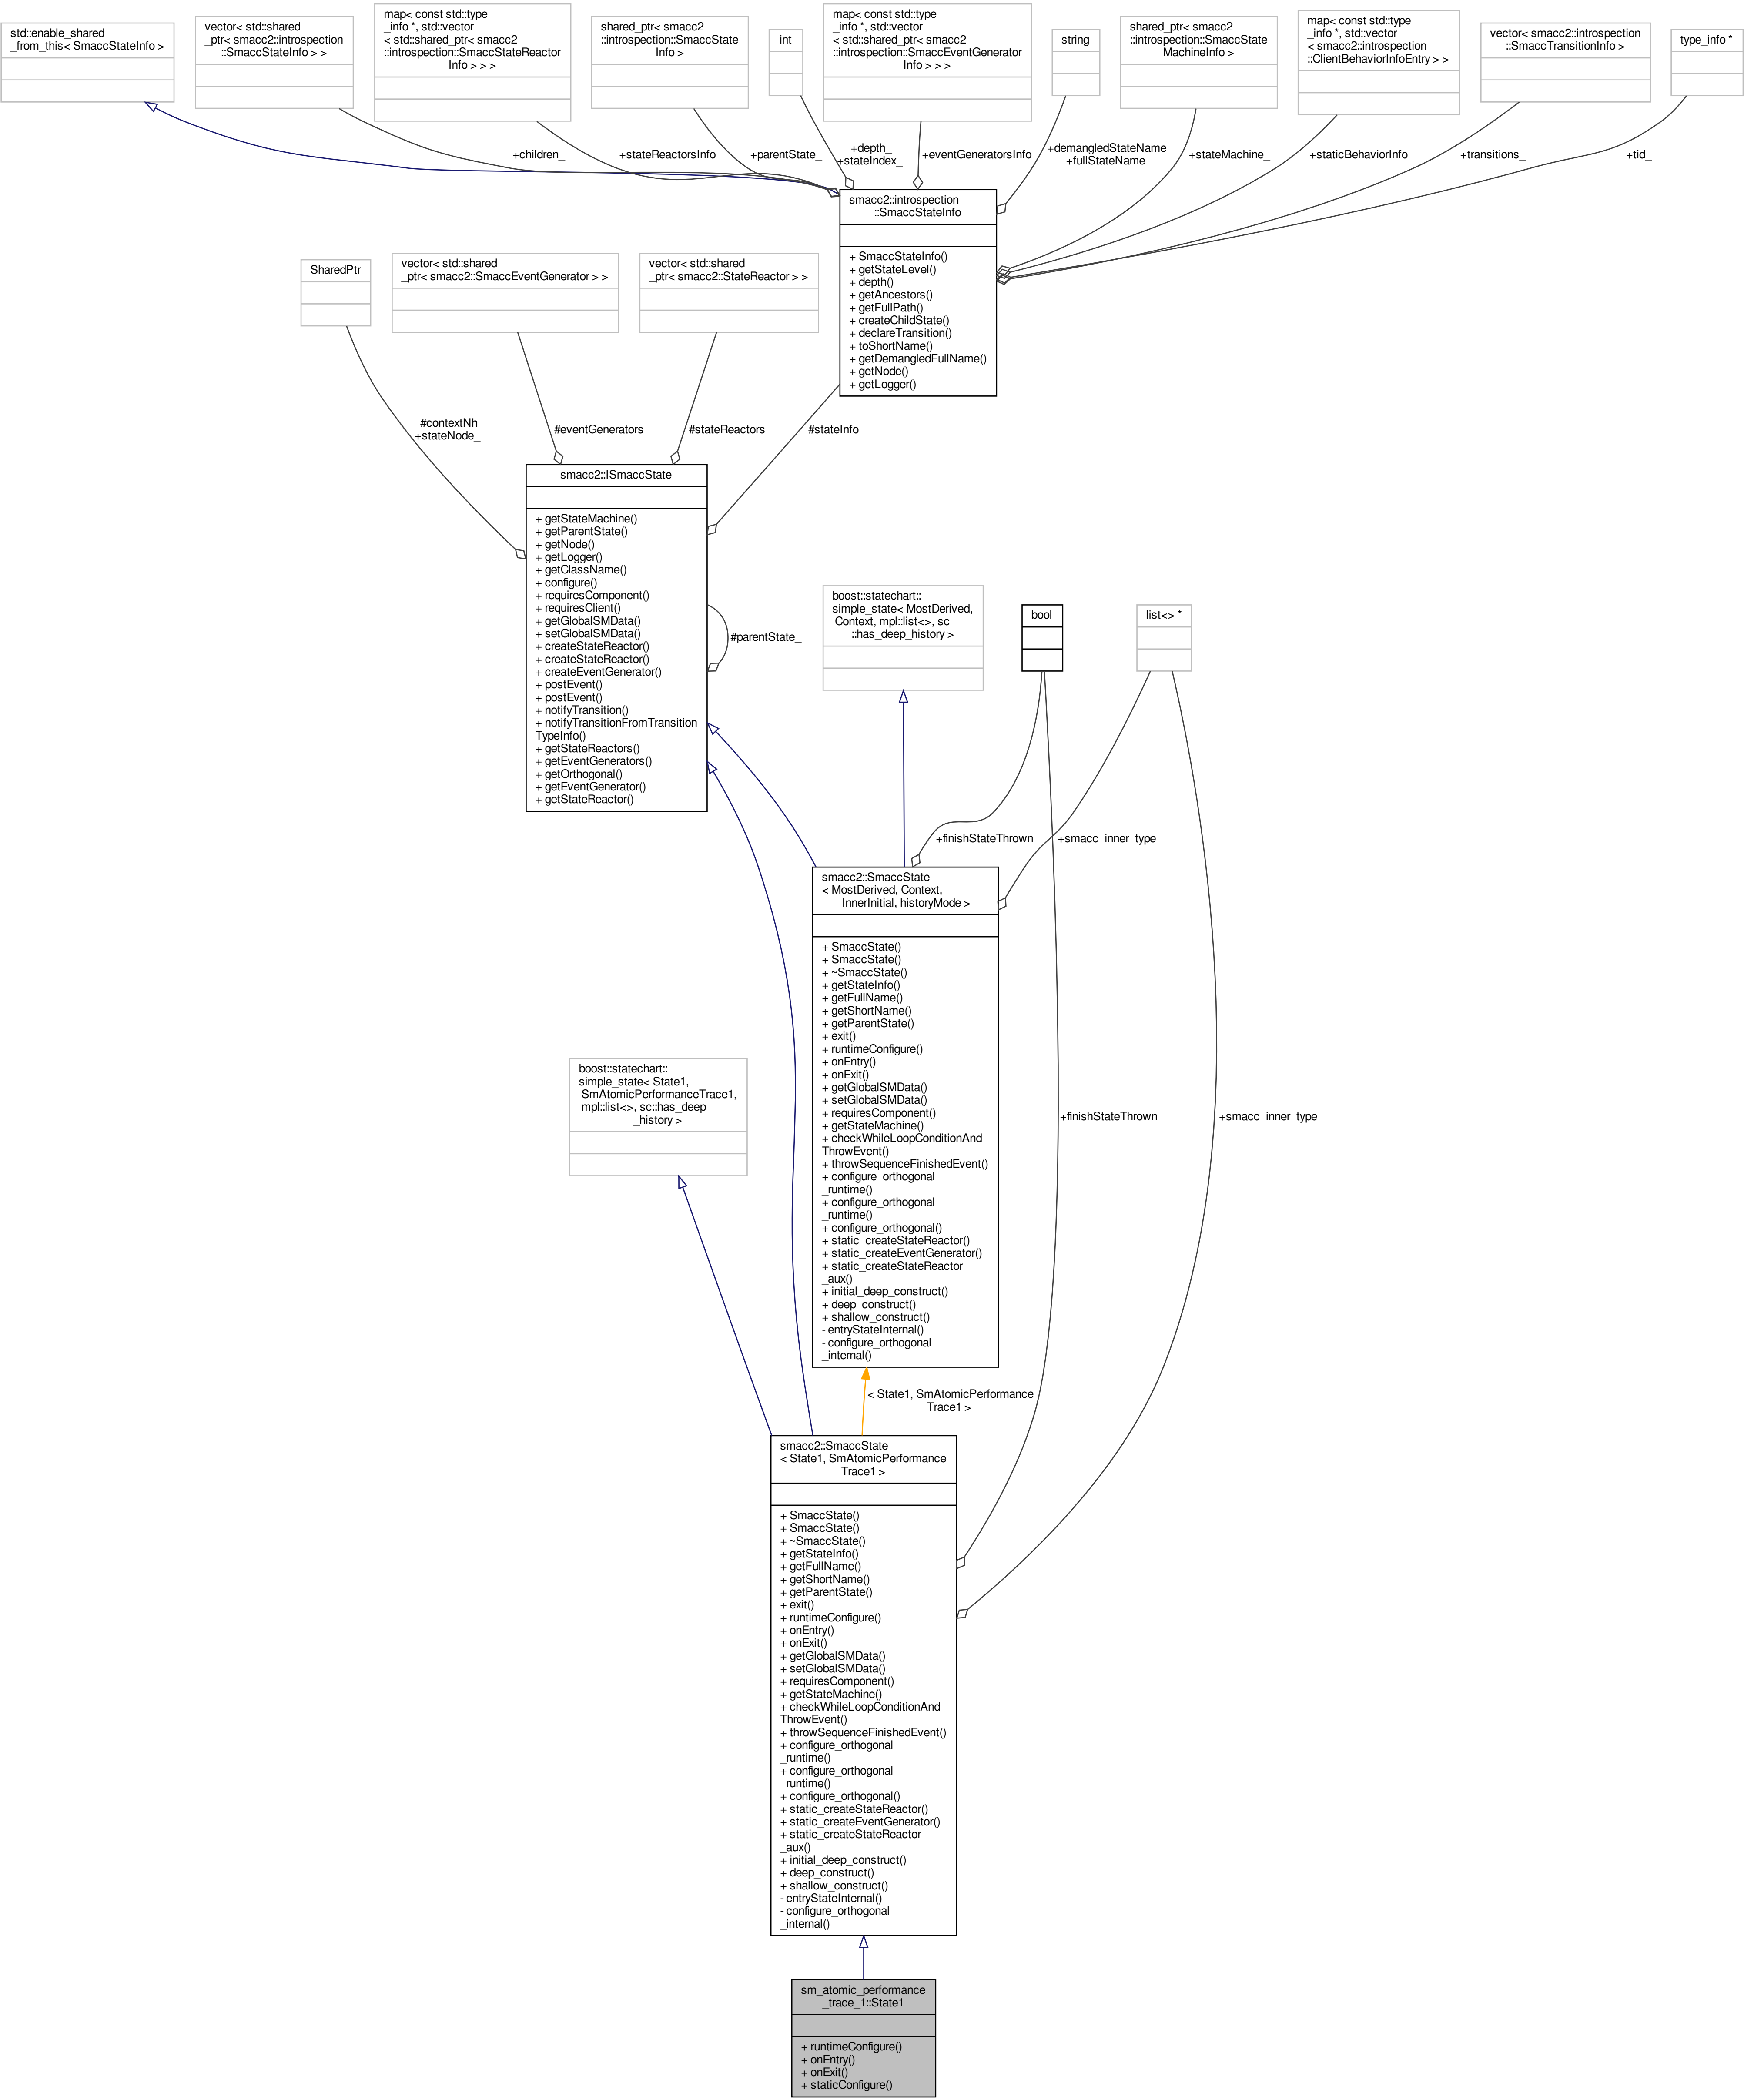 std::enable_shared
_from_this< SmaccStateInfo >
vector< std::shared
_ptr< smacc2::introspection
::SmaccStateInfo > >
map< const std::type
_info *, std::vector
< std::shared_ptr< smacc2
::introspection::SmaccStateReactor
Info > > >
shared_ptr< smacc2
::introspection::SmaccState
Info >
int
map< const std::type
_info *, std::vector
< std::shared_ptr< smacc2
::introspection::SmaccEventGenerator
Info > > >
string
shared_ptr< smacc2
::introspection::SmaccState
MachineInfo >
map< const std::type
_info *, std::vector
< smacc2::introspection
::ClientBehaviorInfoEntry > >
vector< smacc2::introspection
::SmaccTransitionInfo >
type_info *
+children_
+stateReactorsInfo
+parentState_
+depth_
+stateIndex_
+eventGeneratorsInfo
+demangledStateName
+fullStateName
+stateMachine_
+staticBehaviorInfo
+transitions_
+tid_
smacc2::introspection
::SmaccStateInfo
+ SmaccStateInfo()
+ getStateLevel()
+ depth()
+ getAncestors()
+ getFullPath()
+ createChildState()
+ declareTransition()
+ toShortName()
+ getDemangledFullName()
+ getNode()
+ getLogger()
SharedPtr
vector< std::shared
_ptr< smacc2::SmaccEventGenerator > >
vector< std::shared
_ptr< smacc2::StateReactor > >
#contextNh
+stateNode_
#eventGenerators_
#stateReactors_
#stateInfo_
smacc2::ISmaccState
+ getStateMachine()
+ getParentState()
+ getNode()
+ getLogger()
+ getClassName()
+ configure()
+ requiresComponent()
+ requiresClient()
+ getGlobalSMData()
+ setGlobalSMData()
+ createStateReactor()
+ createStateReactor()
+ createEventGenerator()
+ postEvent()
+ postEvent()
+ notifyTransition()
+ notifyTransitionFromTransition
TypeInfo()
+ getStateReactors()
+ getEventGenerators()
+ getOrthogonal()
+ getEventGenerator()
+ getStateReactor()
#parentState_
boost::statechart::
simple_state< MostDerived,
Context, mpl::list<>, sc
::has_deep_history >
bool
list<> *
+finishStateThrown
+smacc_inner_type
smacc2::SmaccState
< MostDerived, Context,
InnerInitial, historyMode >
+ SmaccState()
+ SmaccState()
+ ~SmaccState()
+ getStateInfo()
+ getFullName()
+ getShortName()
+ getParentState()
+ exit()
+ runtimeConfigure()
+ onEntry()
+ onExit()
+ getGlobalSMData()
+ setGlobalSMData()
+ requiresComponent()
+ getStateMachine()
+ checkWhileLoopConditionAnd
ThrowEvent()
+ throwSequenceFinishedEvent()
+ configure_orthogonal
_runtime()
+ configure_orthogonal
_runtime()
+ configure_orthogonal()
+ static_createStateReactor()
+ static_createEventGenerator()
+ static_createStateReactor
_aux()
+ initial_deep_construct()
+ deep_construct()
+ shallow_construct()
- entryStateInternal()
- configure_orthogonal
_internal()
boost::statechart::
simple_state< State1,
SmAtomicPerformanceTrace1,
mpl::list<>, sc::has_deep
_history >
+finishStateThrown
+smacc_inner_type
< State1, SmAtomicPerformance
Trace1 >
smacc2::SmaccState
< State1, SmAtomicPerformance
Trace1 >
+ SmaccState()
+ SmaccState()
+ ~SmaccState()
+ getStateInfo()
+ getFullName()
+ getShortName()
+ getParentState()
+ exit()
+ runtimeConfigure()
+ onEntry()
+ onExit()
+ getGlobalSMData()
+ setGlobalSMData()
+ requiresComponent()
+ getStateMachine()
+ checkWhileLoopConditionAnd
ThrowEvent()
+ throwSequenceFinishedEvent()
+ configure_orthogonal
_runtime()
+ configure_orthogonal
_runtime()
+ configure_orthogonal()
+ static_createStateReactor()
+ static_createEventGenerator()
+ static_createStateReactor
_aux()
+ initial_deep_construct()
+ deep_construct()
+ shallow_construct()
- entryStateInternal()
- configure_orthogonal
_internal()
sm_atomic_performance
_trace_1::State1
+ runtimeConfigure()
+ onEntry()
+ onExit()
+ staticConfigure()